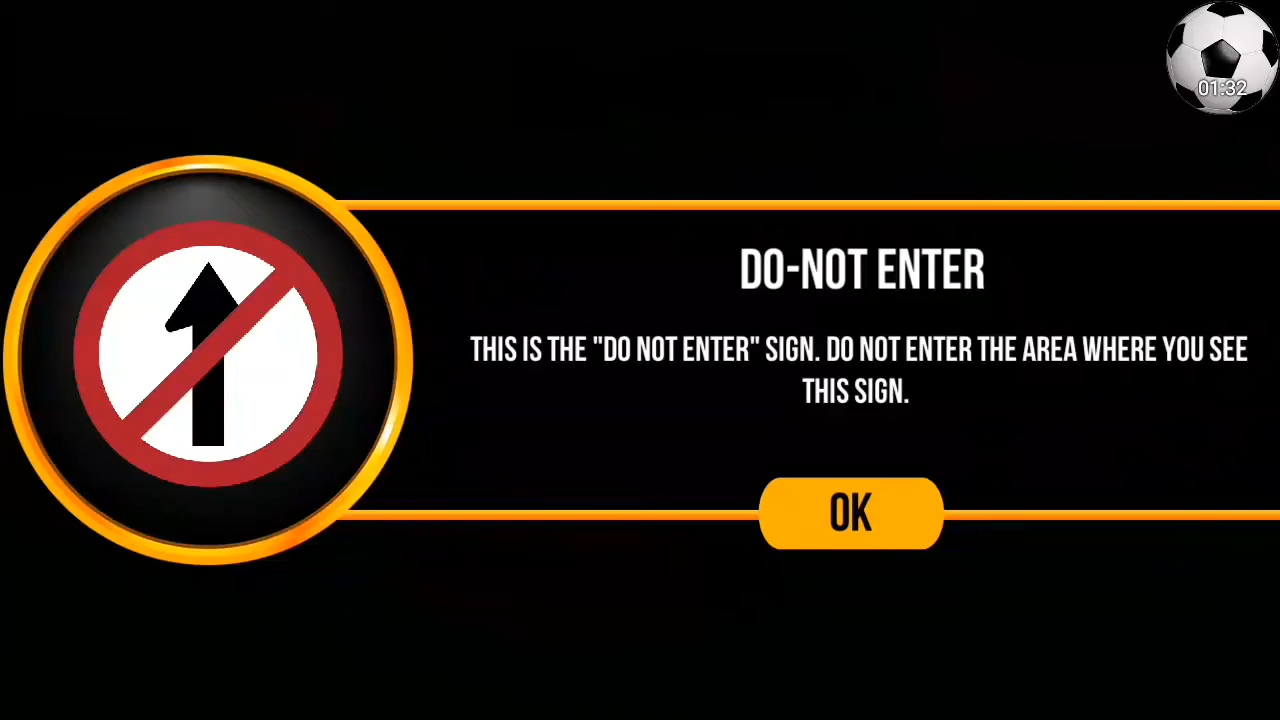 01:32
DO-NOT ENTER
THIS IS THE "DO NOT ENTER" SIGN. DO NOT ENTER THE AREA WHERE YOU SEE
THIS SIGN.
OK